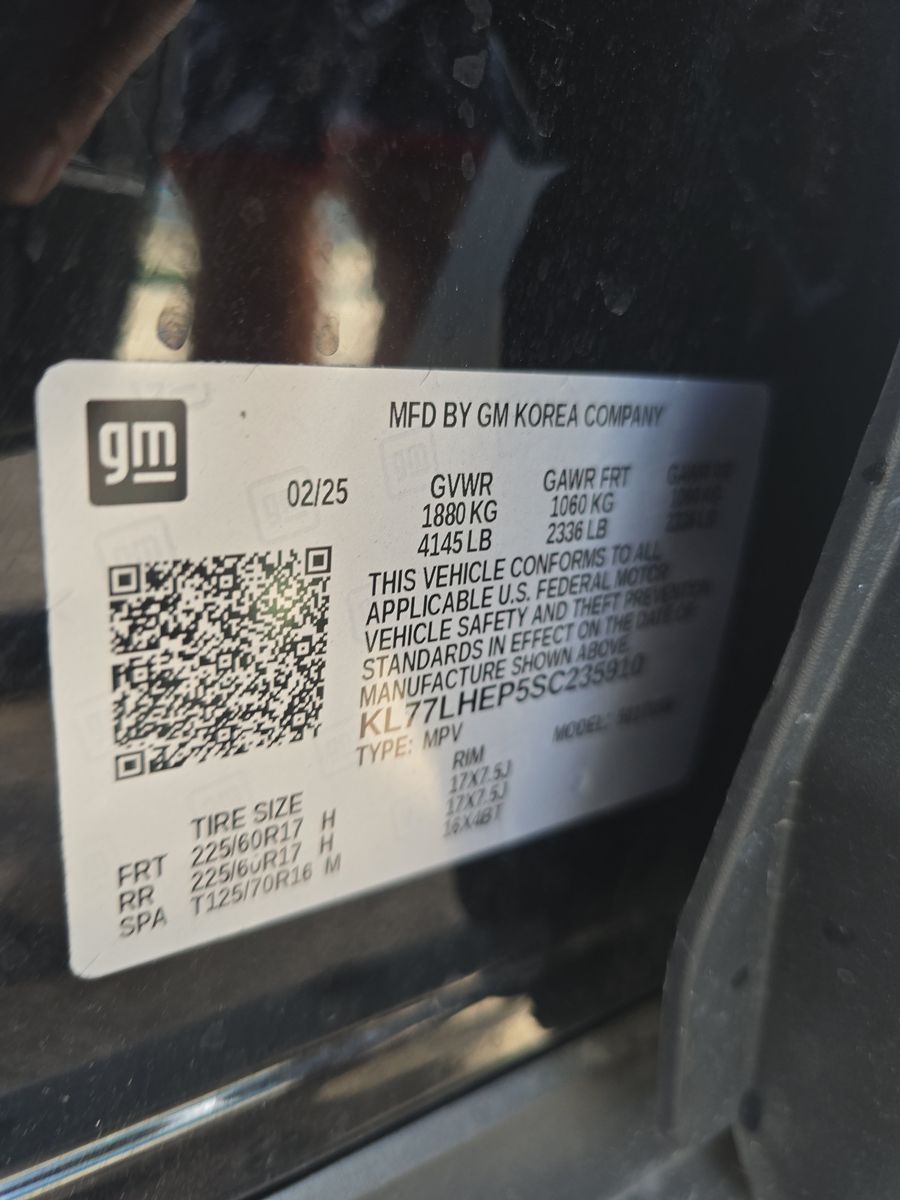 gm
MFD BY GM KOREA COMPANY
02/25
GVWR GAWR FRT GAWR
1880 KG 1060 KG
4145 LB 2336 LB
THIS VEHICLE CONFORMS TO ALL
APPLICABLE U.S. FEDERAL MOTOR
VEHICLE SAFETY AND THEFT PREVENTION
STANDARDS IN EFFECT ON THE DATE OF
MANUFACTURE SHOWN ABOVE.
KL77LHEP5SC235910
TYPE: MPV MODEL:
TIRE SIZE RIM
FRT 225/60R17 H 17X7.5J
RR 225/60R17 H 17X7.5J
SPA T125/70R16 M 16X4BT